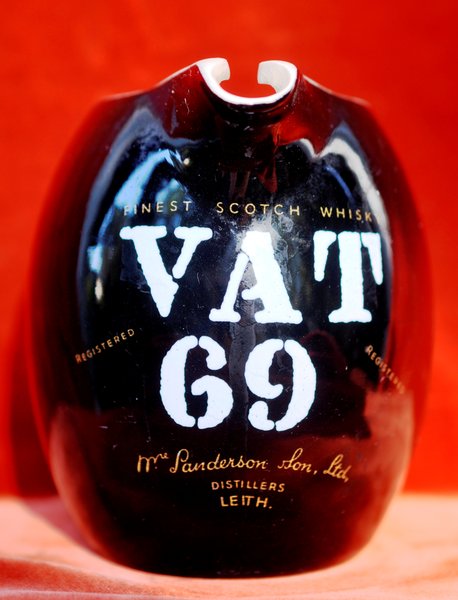 FINEST SCOTCH WHISK
VAT
69
REGISTERED
REGISTERED
Wm Sanderson & Son, Ltd,
DISTILLERS
LEITH.